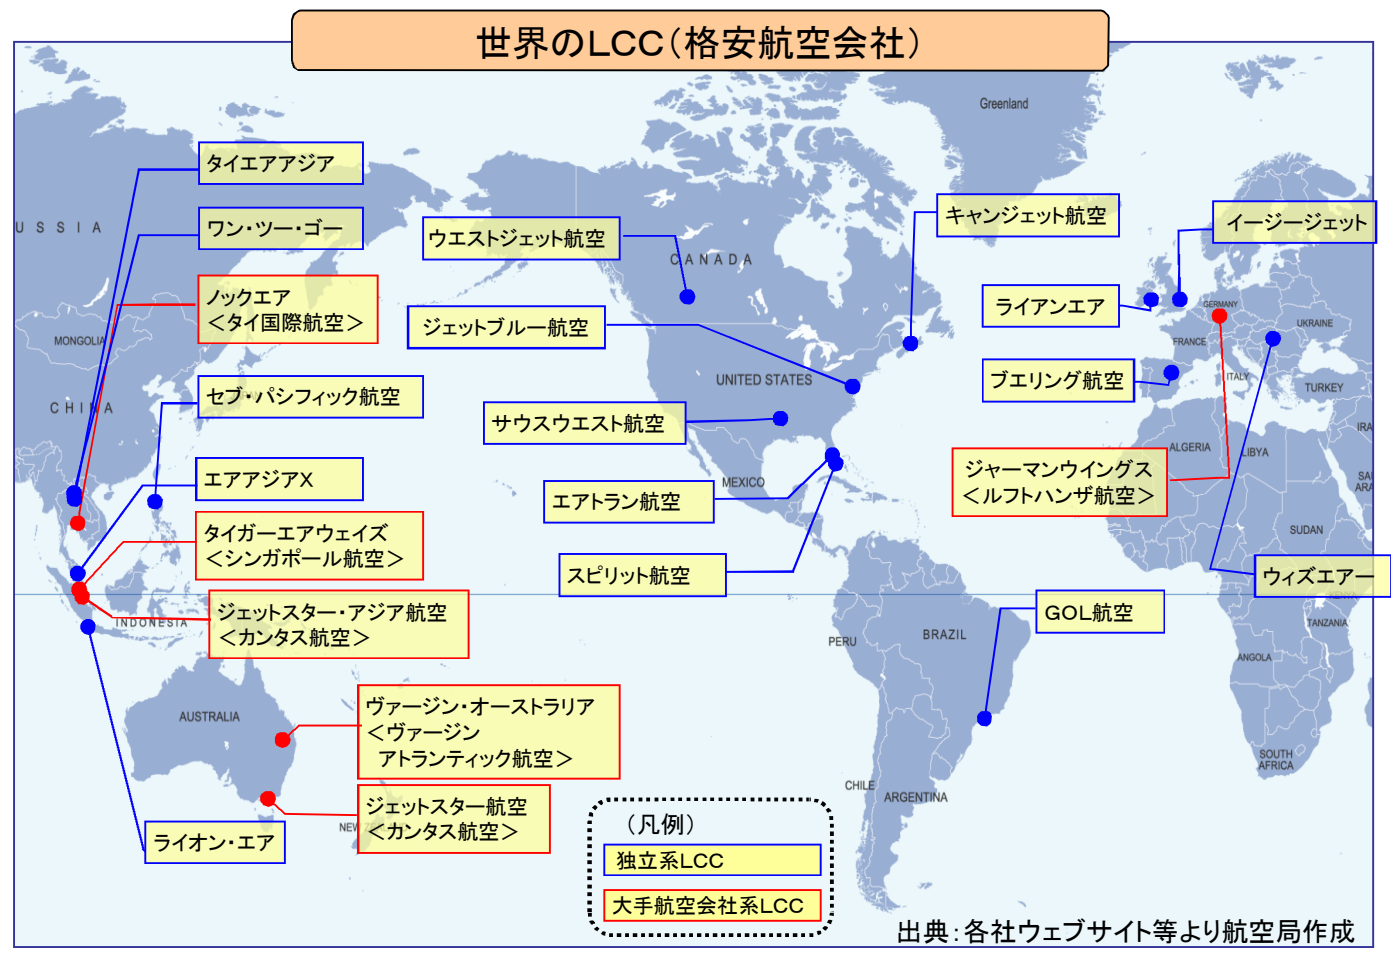 世界のLCC（格安航空会社）
Greenland
タイエアアジア
ワン・ツー・ゴー
ノックエア
＜タイ国際航空＞
セブ・パシフィック航空
エアアジアX
タイガーエアウェイズ
＜シンガポール航空＞
ジェットスター・アジア航空
＜カンタス航空＞
ヴァージン・オーストラリア
＜ヴァージン
アトランティック航空＞
ジェットスター航空
＜カンタス航空＞
ライオン・エア
ウエストジェット航空
ジェットブルー航空
サウスウエスト航空
エアトラン航空
スピリット航空
キャンジェット航空
イージージェット
ライアンエア
ブエリング航空
ジャーマンウイングス
＜ルフトハンザ航空＞
ウィズエアー
GOL航空
USSIA
MONGOLIA
CHINA
INDONESIA
AUSTRALIA
CANADA
UNITED STATES
MEXICO
PERU
BRAZIL
CHILE
ARGENTINA
GERMANY
FRANCE
UKRAINE
ITALY
TURKEY
ALGERIA
LIBYA
IRA
SA
ARA
SUDAN
KENYA
TANZANIA
ANGOLA
SOUTH
AFRICA
（凡例）
独立系LCC
大手航空会社系LCC
出典：各社ウェブサイト等より航空局作成